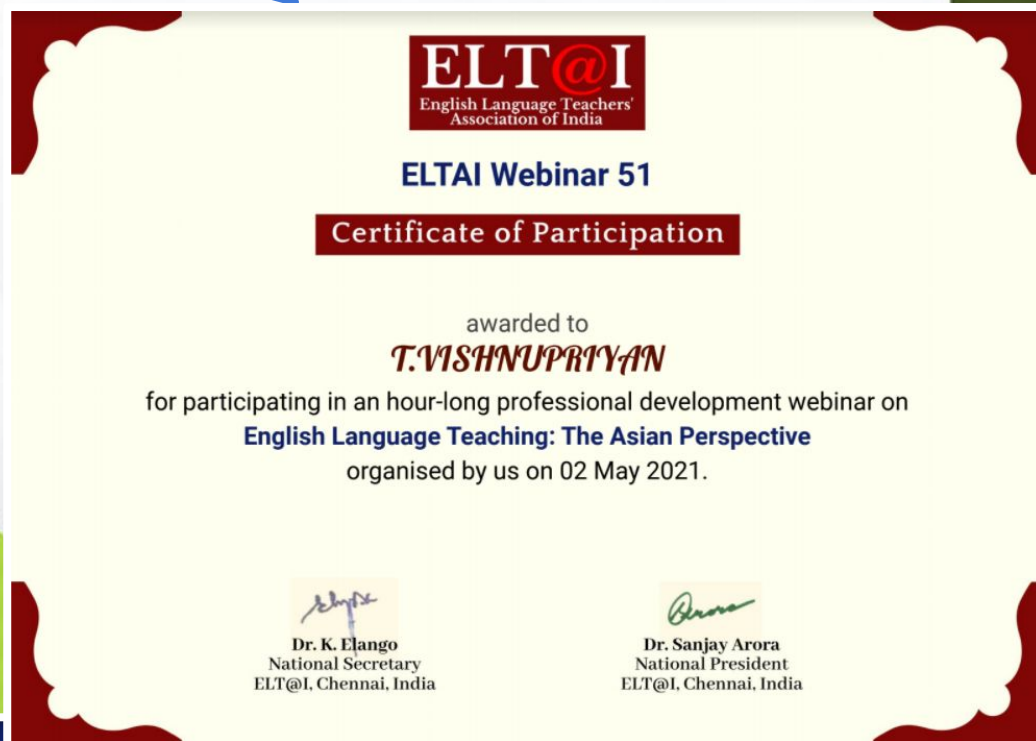 ELT@I
English Language Teachers'
Association of India
ELTAI Webinar 51
Certificate of Participation
awarded to
T.VISHNUPRIYAN
for participating in an hour-long professional development webinar on
English Language Teaching: The Asian Perspective
organised by us on 02 May 2021.
Dr. K. Elango
National Secretary
ELT@I, Chennai, India
Arora
Dr. Sanjay Arora
National President
ELT@I, Chennai, India